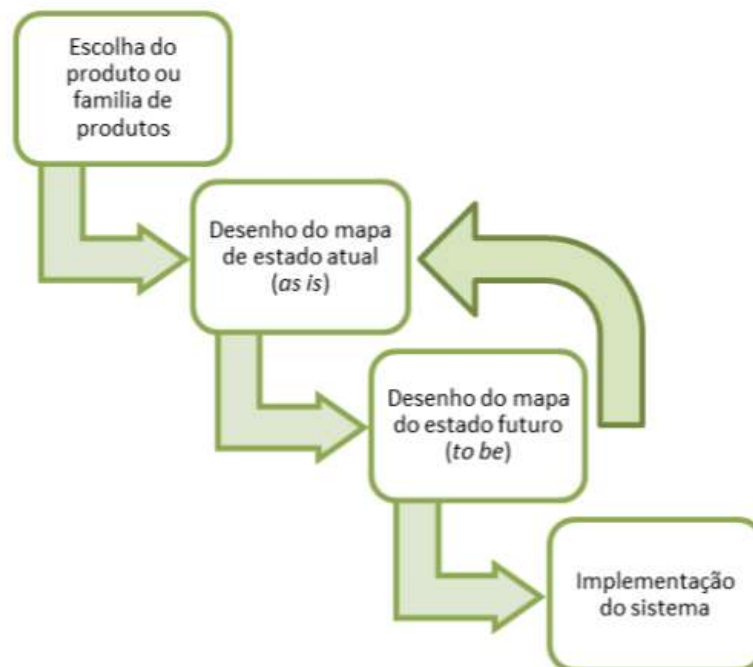 Escolha do
produto ou
familia de
produtos
Desenho do mapa
de estado atual
(as is)
Desenho do mapa
do estado futuro
(to be)
Implementação
do sistema